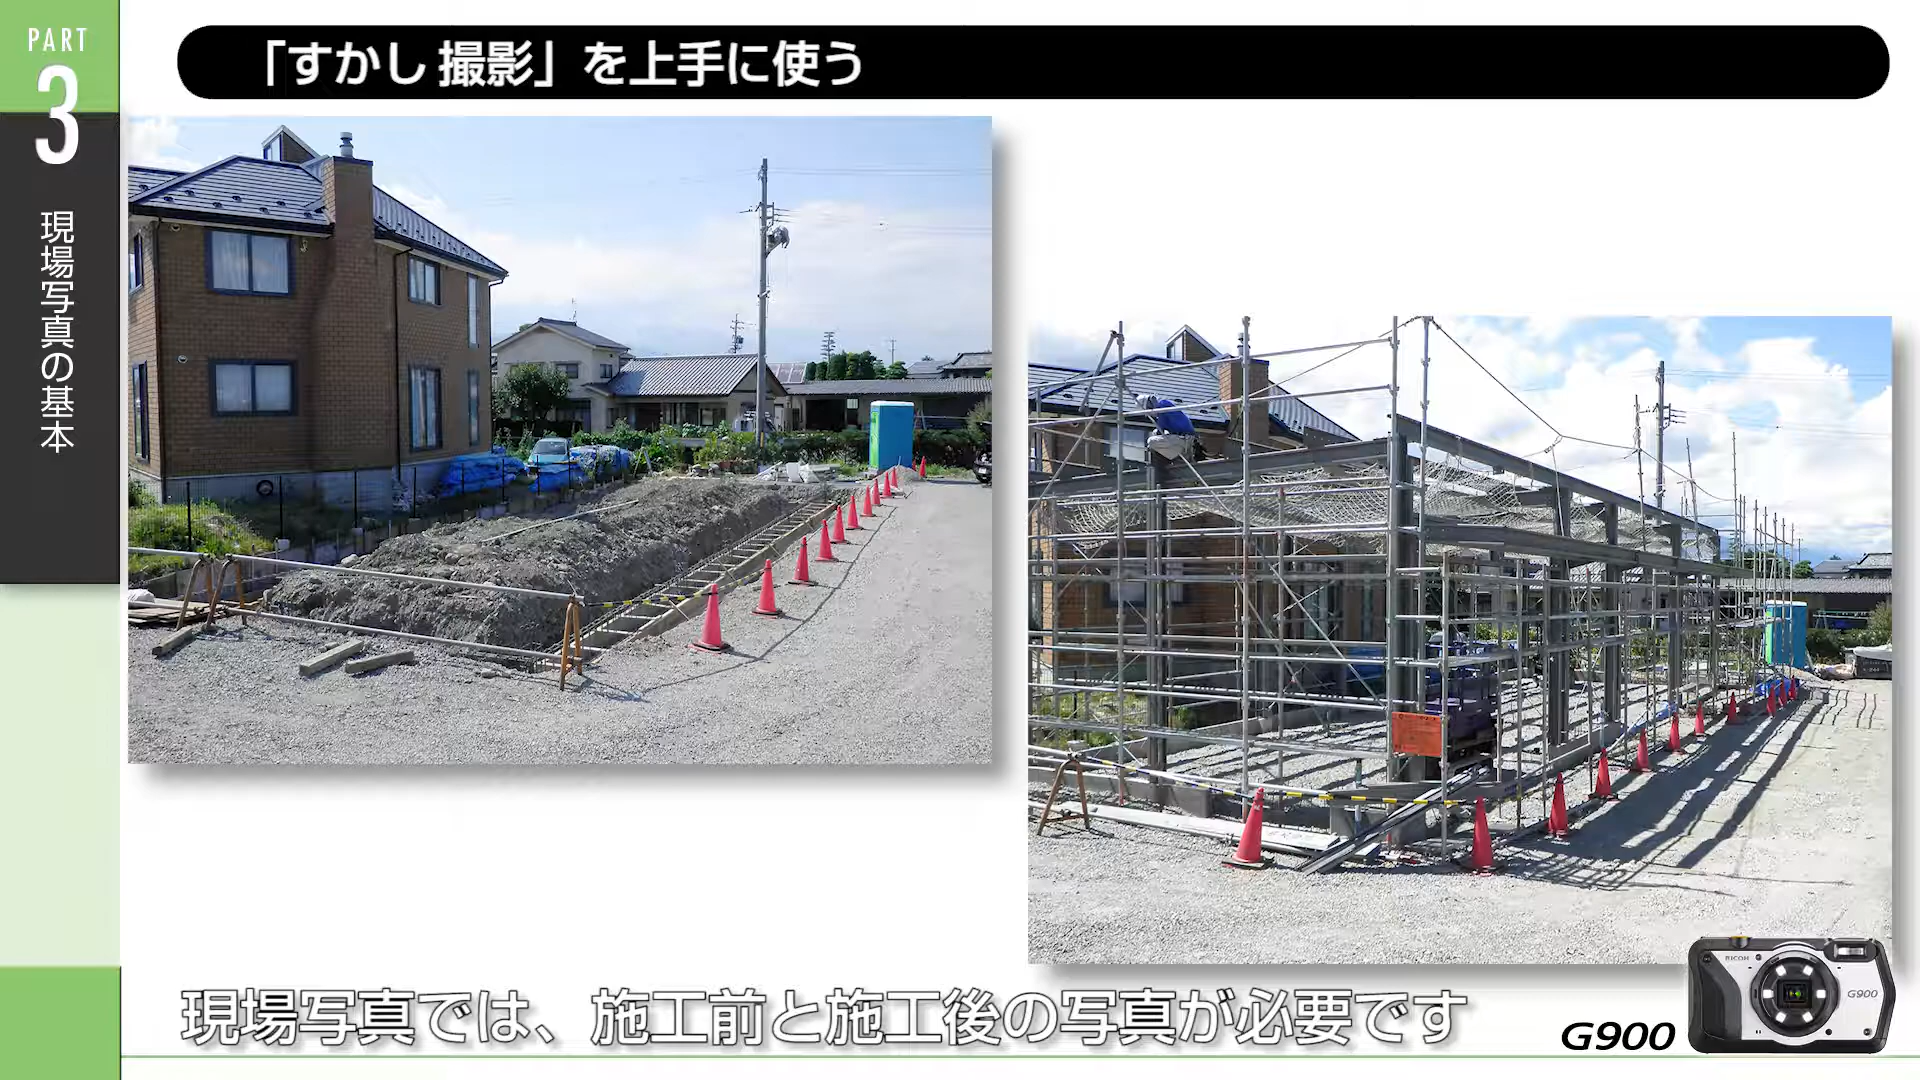 PART
3
現場写真の基本
「すかし撮影」を上手に使う
現場写真では、施工前と施工後の写真が必要です
G900
RICOH
G900